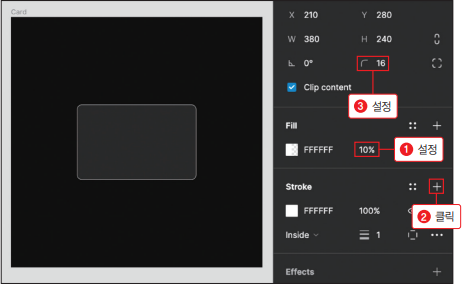 Card
X 210 Y 280
W 380 H 240
0° 16
Clip content
3 설정
Fill
FFFFFF 10%
1 설정
Stroke
FFFFFF 100%
2 클릭
Inside 1
Effects